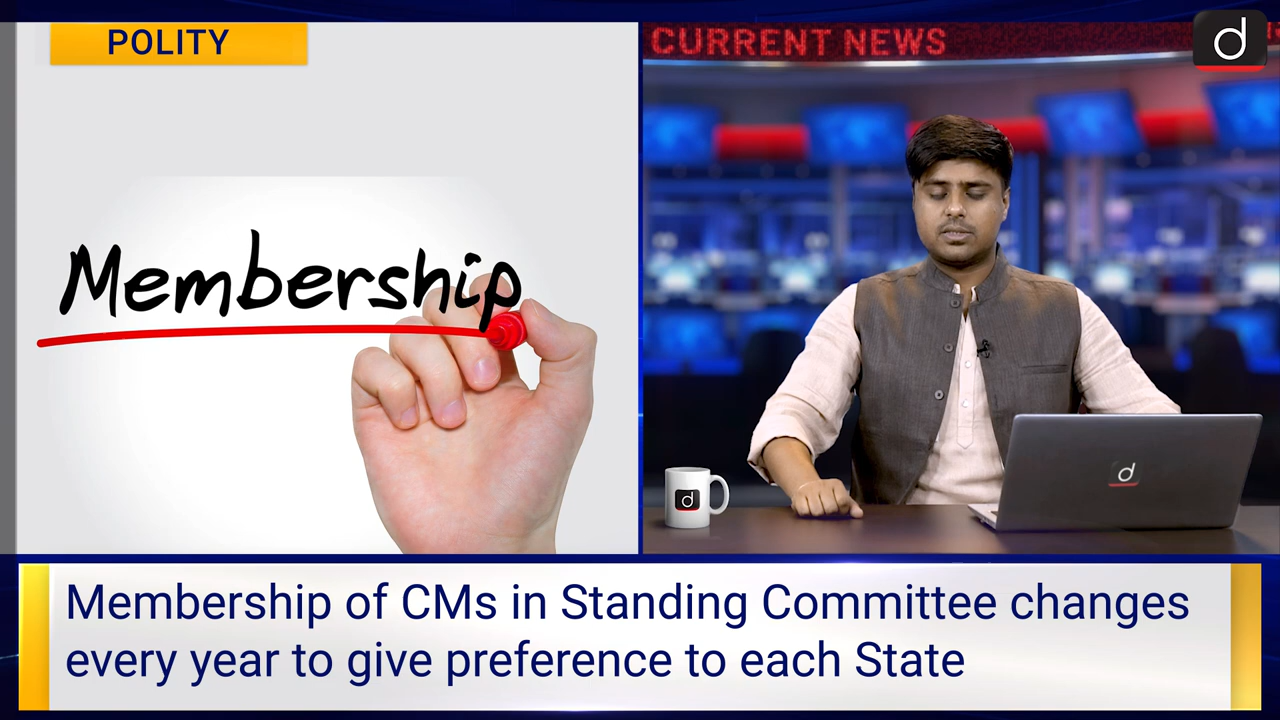 POLITY
CURRENT NEWS
d
Membership
d
d
Membership of CMs in Standing Committee changes
every year to give preference to each State